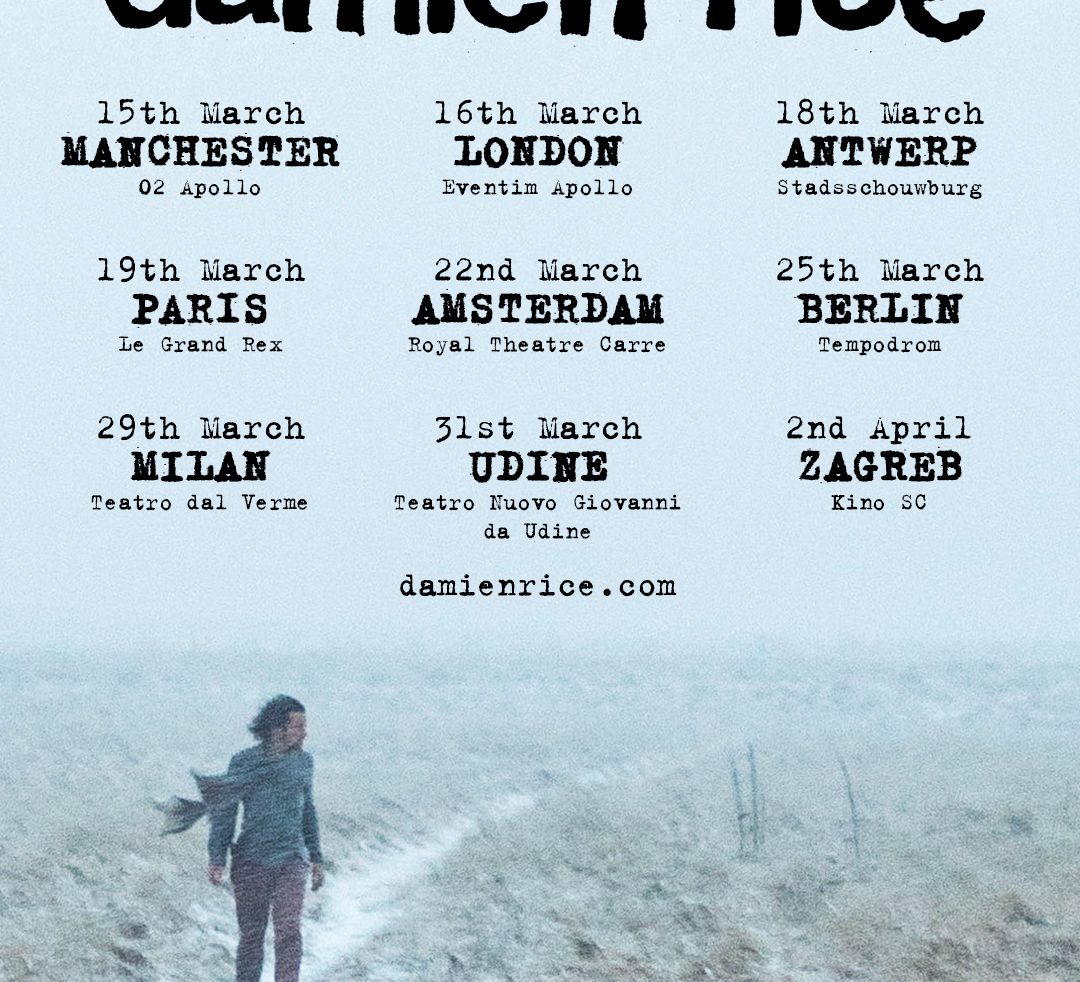 damien rice
15th March
MANCHESTER
O2 Apollo
16th March
LONDON
Eventim Apollo
18th March
ANTWERP
Stadsschouwburg
19th March
PARIS
Le Grand Rex
22nd March
AMSTERDAM
Royal Theatre Carre
25th March
BERLIN
Tempodrom
29th March
MILAN
Teatro dal Verme
31st March
UDINE
Teatro Nuovo Giovanni
da Udine
2nd April
ZAGREB
Kino SC
damienrice.com